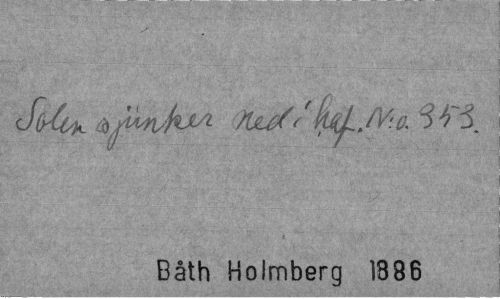 Solen sjunker ned i haf. N:o. 353.
Båth Holmberg 1886